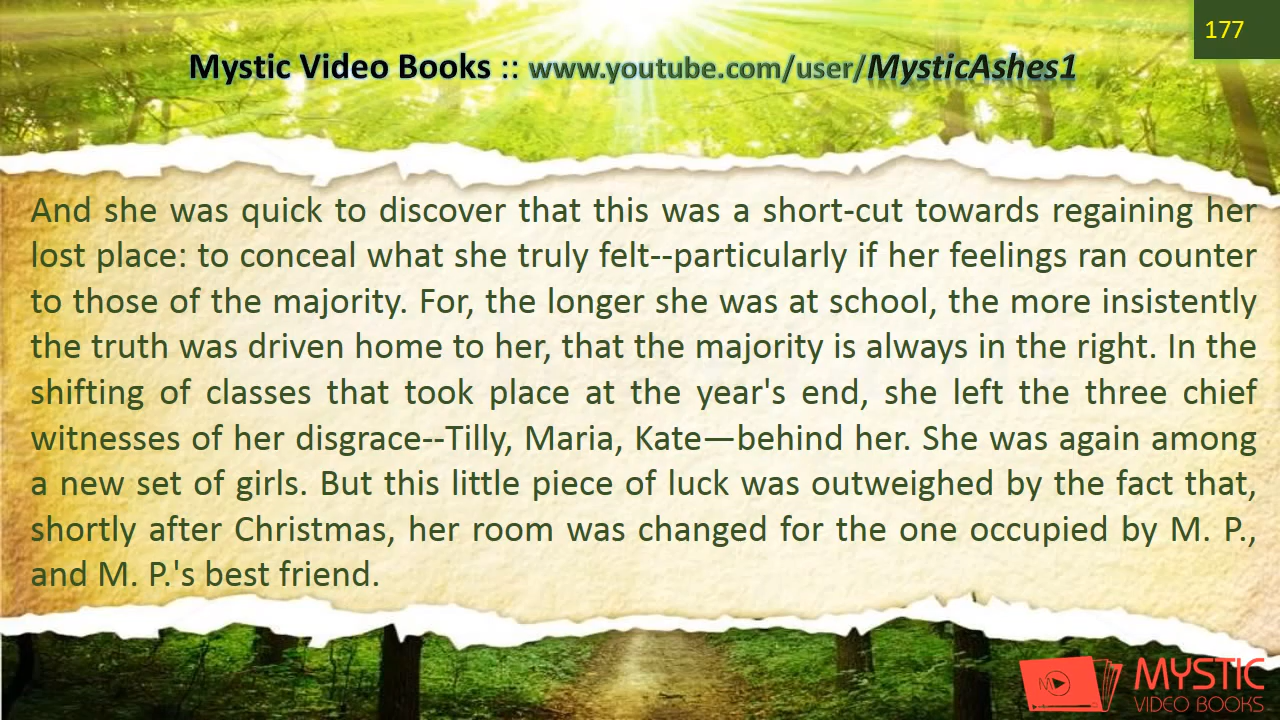 177
Mystic Video Books :: www.youtube.com/user/MysticAshes1
And she was quick to discover that this was a short-cut towards regaining her
lost place: to conceal what she truly felt--particularly if her feelings ran counter
to those of the majority. For, the longer she was at school, the more insistently
the truth was driven home to her, that the majority is always in the right. In the
shifting of classes that took place at the year's end, she left the three chief
witnesses of her disgrace--Tilly, Maria, Kate—behind her. She was again among
a new set of girls. But this little piece of luck was outweighed by the fact that,
shortly after Christmas, her room was changed for the one occupied by M. P.,
and M. P.'s best friend.
MYSTIC
VIDEO BOOKS